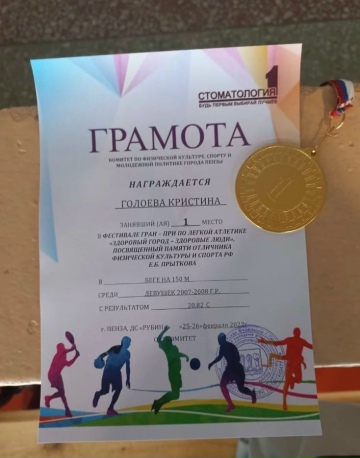 СТОМАТОЛОГИЯ 1
БУДЬ ПЕРВЫМ ВЫБИРАЙ ЛУЧШЕЕ
ГРАМОТА
КОМИТЕТ ПО ФИЗИЧЕСКОЙ КУЛЬТУРЕ, СПОРТУ И
МОЛОДЕЖНОЙ ПОЛИТИКЕ ГОРОДА ПЕНЗЫ
НАГРАЖДАЕТСЯ
ГОЛОЕВА КРИСТИНА
ЗАНЯВШИЙ (АЯ) 1 МЕСТО
В ФЕСТИВАЛЕ ГРАН – ПРИ ПО ЛЕГКОЙ АТЛЕТИКЕ
«ЗДОРОВЫЙ ГОРОД – ЗДОРОВЫЕ ЛЮДИ»,
ПОСВЯЩЕННЫЙ ПАМЯТИ ОТЛИЧНИКА
ФИЗИЧЕСКОЙ КУЛЬТУРЫ И СПОРТА РФ
Е.Б. ПРЫТКОВА
В БЕГЕ НА 150 М
СРЕДИ ДЕВУШЕК 2007-2008 Г.Р.
С РЕЗУЛЬТАТОМ 20,82 С
г. ПЕНЗА, ДС «РУБИН» «25-26» февраля